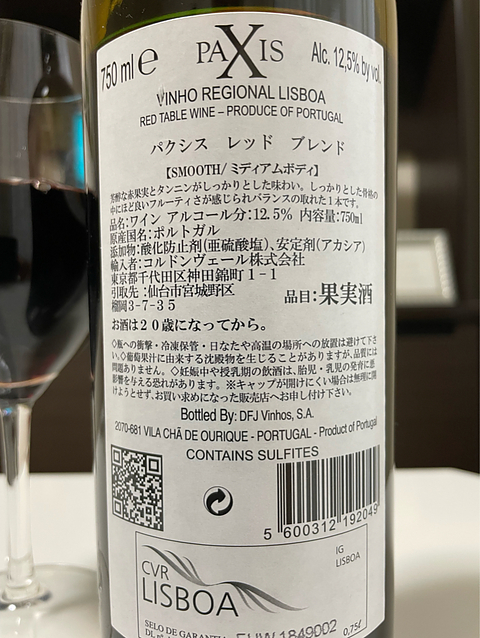 750 ml e
PAXIS
Alc. 12,5% by vol.
VINHO REGIONAL LISBOA
RED TABLE WINE – PRODUCE OF PORTUGAL
パクシス レッド ブレンド
【SMOOTH/ミディアムボディ】
芳醇な赤果実とタンニンがしっかりとした味わい。しっかりとした骨格の
中にほど良いフルーティさが感じられバランスの取れた1本です。
品名:ワイン アルコール分:12.5% 内容量:750ml
原産国名:ポルトガル
添加物:酸化防止剤(亜硫酸塩)、安定剤(アカシア)
輸入者:コルドンヴェール株式会社
東京都千代田区神田錦町1-1
引取先:仙台市宮城野区
榴岡3-7-35
品目:果実酒
お酒は20歳になってから。
◇瓶への衝撃・冷凍保管・日なたや高温の場所への放置は避けて下さ
い。◇葡萄果汁に由来する沈殿物を生じることがありますが、品質には
問題ありません。◇妊娠中や授乳期の飲酒は、胎児・乳児の発育に悪
影響を与える恐れがあります。※キャップが開けにくい場合は無理に開
けようとせず、お買い求めになった販売店へお申し付け下さい。
Bottled By: DFJ Vinhos, S.A.
2070-681 VILA CHÃ DE OURIQUE - PORTUGAL - Product of Portugal
CONTAINS SULFITES
5 600312 192049
CVR
LISBOA
IG
LISBOA
SELO DE GARANTIA
EUW 1849002
0,75ℓ